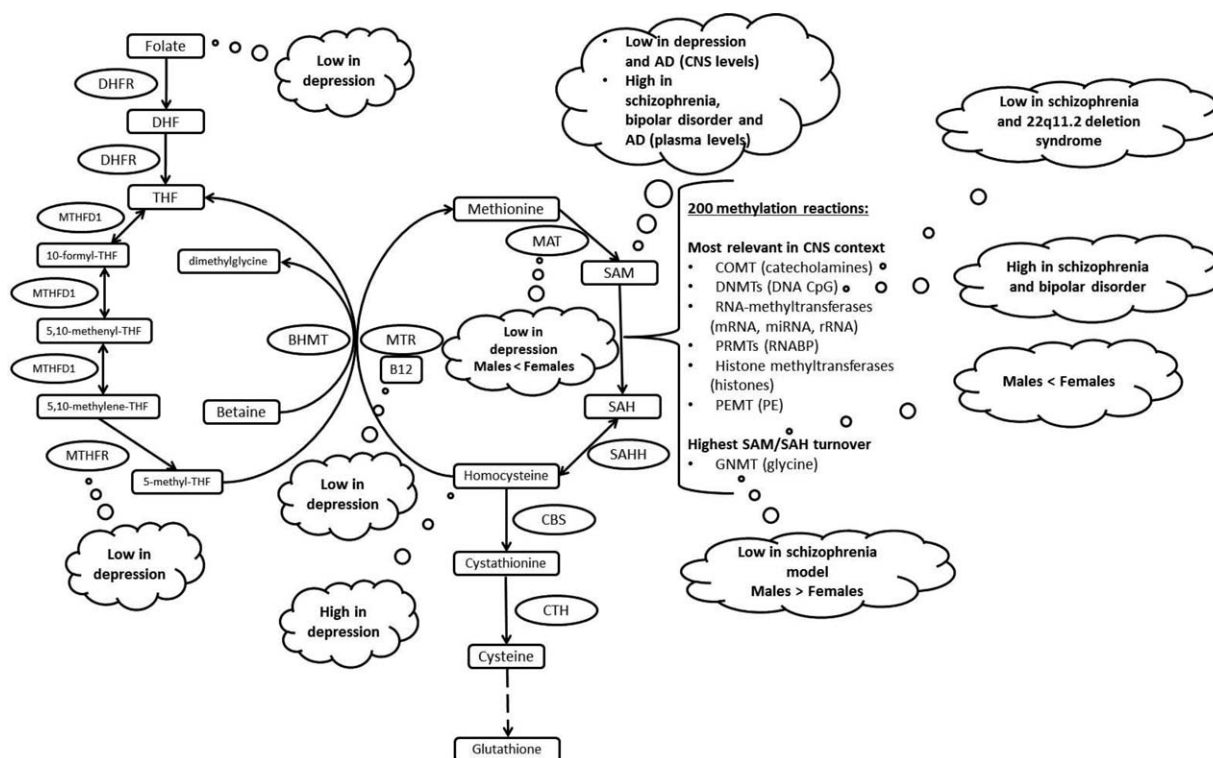 Folate
Low in
depression
DHFR
DHF
DHFR
THF
MTHFD1
10-formyl-THF
MTHFD1
5,10-methenyl-THF
MTHFD1
5,10-methylene-THF
MTHFR
5-methyl-THF
Low in
depression
dimethylglycine
BHMT
Betaine
MTR
B12
Low in
depression
High in
depression
Methionine
MAT
SAM
Low in
depression
Males < Females
SAH
SAHH
Homocysteine
CBS
Cystathionine
CTH
Cysteine
Glutathione
• Low in depression
and AD (CNS levels)
• High in
schizophrenia,
bipolar disorder and
AD (plasma levels)
200 methylation reactions:
Most relevant in CNS context
• COMT (catecholamines)
• DNMTs (DNA CpG)
• RNA-methyltransferases
(mRNA, miRNA, rRNA)
• PRMTs (RNABP)
• Histone methyltransferases
(histones)
• PEMT (PE)
Highest SAM/SAH turnover
• GNMT (glycine)
Low in schizophrenia
and 22q11.2 deletion
syndrome
High in schizophrenia
and bipolar disorder
Males < Females
Low in schizophrenia
model
Males > Females